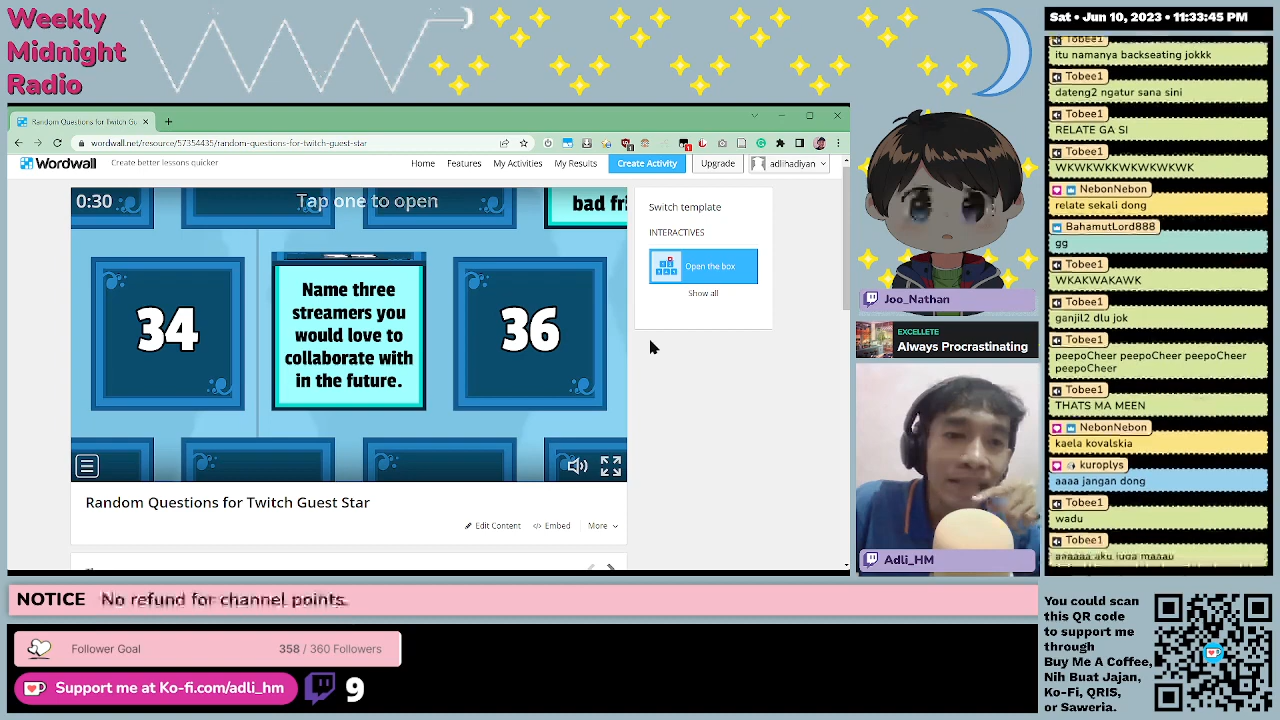 Weekly
Midnight
Radio
Sat • Jun 10, 2023 • 11:33:45 PM
Random Questions for Twitch Gu
wordwall.net/resource/57354435/random-questions-for-twitch-guest-star
Wordwall
Create better lessons quicker
Home
Features
My Activities
My Results
Create Activity
Upgrade
adlihadiyan
0:30
Tap one to open
bad fri
34
Name three
streamers you
would love to
collaborate with
in the future.
36
Switch template
INTERACTIVES
Open the box
Show all
Random Questions for Twitch Guest Star
Edit Content
Embed
More
Joo_Nathan
EXCELLETE
Always Procrastinating
Adli_HM
Tobee1
itu namanya backseating jokkk
Tobee1
dateng2 ngatur sana sini
Tobee1
RELATE GA SI
Tobee1
WKWKWKKWKWKWKWK
NebonNebon
relate sekali dong
BahamutLord888
gg
Tobee1
WKAKWAKAWK
Tobee1
ganjil2 dlu jok
Tobee1
peepoCheer peepoCheer peepoCheer
peepoCheer
Tobee1
THATS MA MEEN
NebonNebon
kaela kovalskia
kuroplys
aaaa jangan dong
Tobee1
wadu
Tobee1
aaaaaa aku juga maaau
NOTICE No refund for channel points.
Follower Goal
358 / 360 Followers
Support me at Ko-fi.com/adli_hm
9
You could scan
this QR code
to support me
through
Buy Me A Coffee,
Nih Buat Jajan,
Ko-Fi, QRIS,
or Saweria.